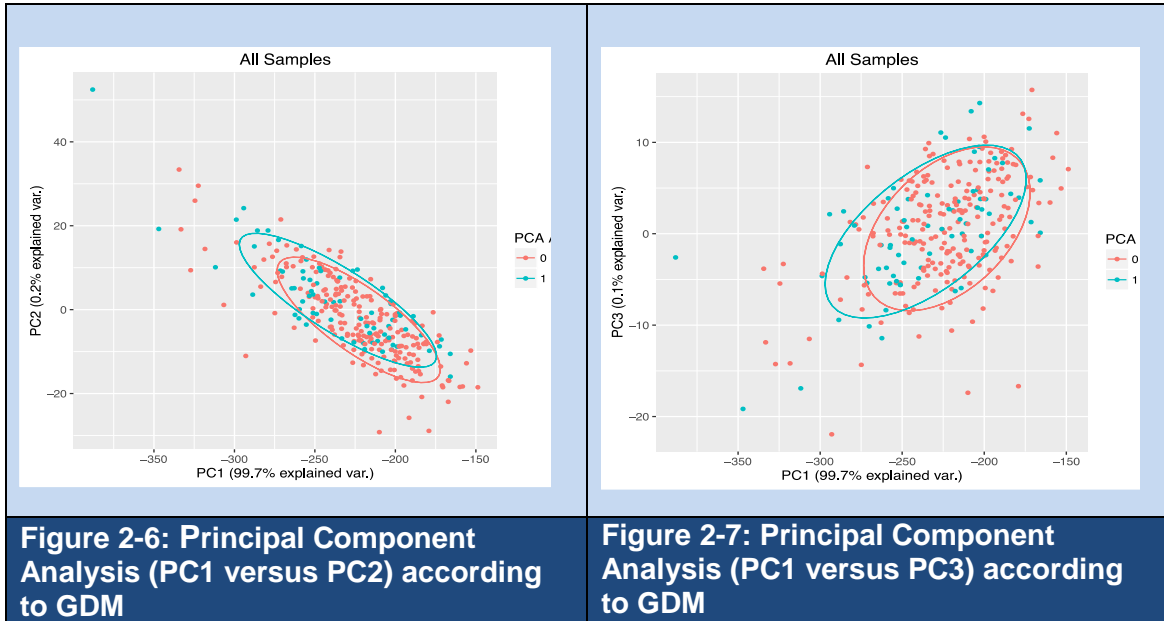 All Samples
40
20
0
−20
−350
−300
−250
−200
−150
PC2 (0.2% explained var.)
PC1 (99.7% explained var.)
PCA A
0
1
All Samples
10
0
−10
−20
−350
−300
−250
−200
−150
PC3 (0.1% explained var.)
PC1 (99.7% explained var.)
PCA
0
1
Figure 2-6: Principal Component
Analysis (PC1 versus PC2) according
to GDM
Figure 2-7: Principal Component
Analysis (PC1 versus PC3) according
to GDM